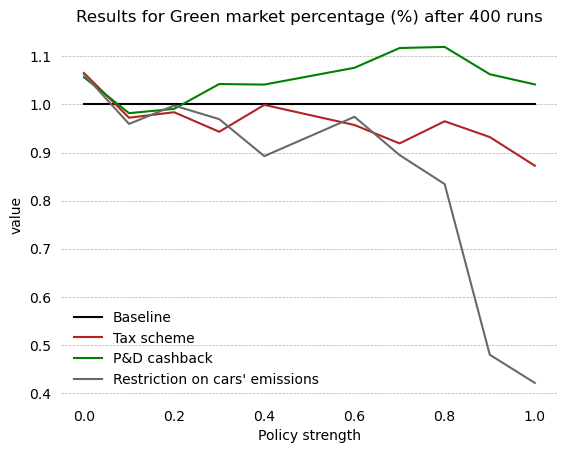 Results for Green market percentage (%) after 400 runs
value
1.1
1.0
0.9
0.8
0.7
0.6
0.5
0.4
Baseline
Tax scheme
P&D cashback
Restriction on cars' emissions
0.0 0.2 0.4 0.6 0.8 1.0
Policy strength